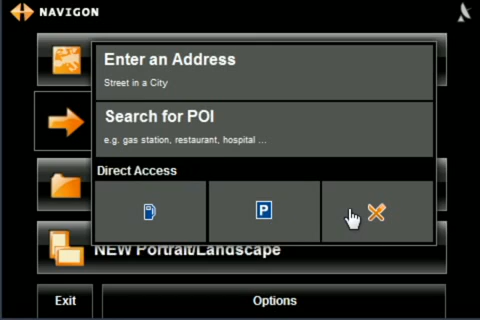 NAVIGON
Enter an Address
Street in a City
Search for POI
e.g. gas station, restaurant, hospital ...
Direct Access
P
NEW Portrait/Landscape
Exit
Options